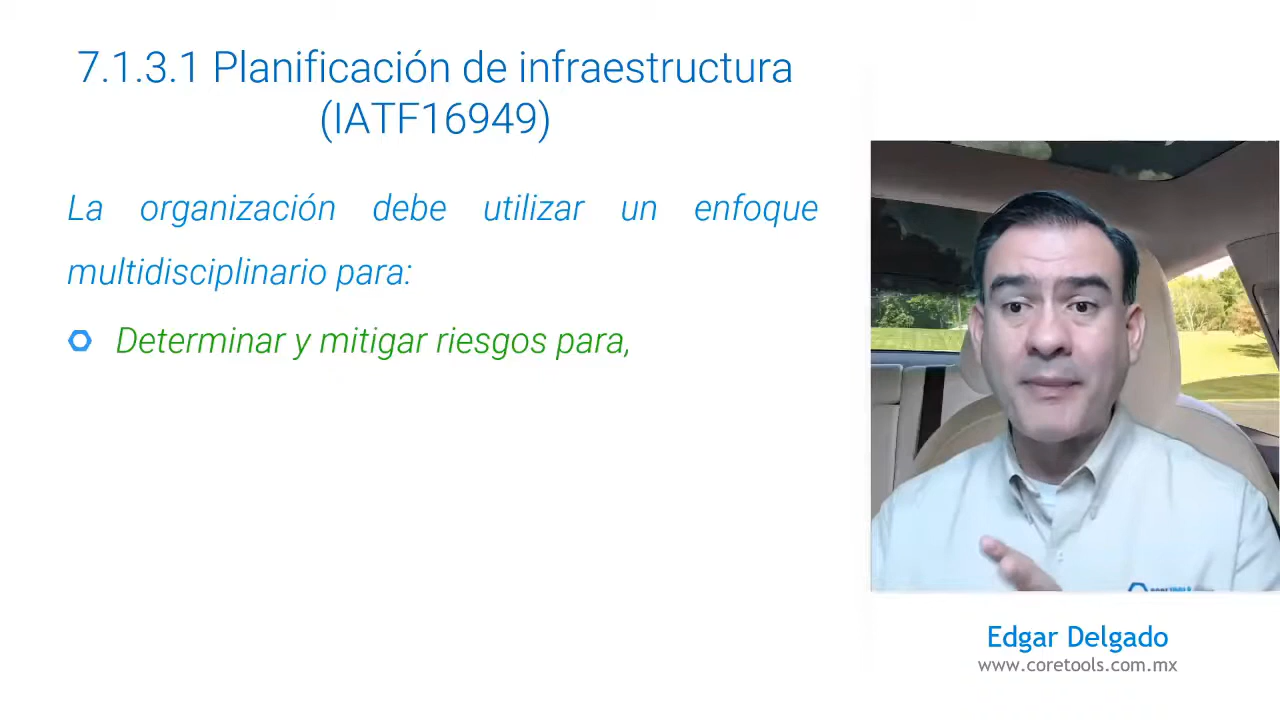 7.1.3.1 Planificación de infraestructura
(IATF16949)
La organización debe utilizar un enfoque
multidisciplinario para:
Determinar y mitigar riesgos para,
Edgar Delgado
www.coretools.com.mx